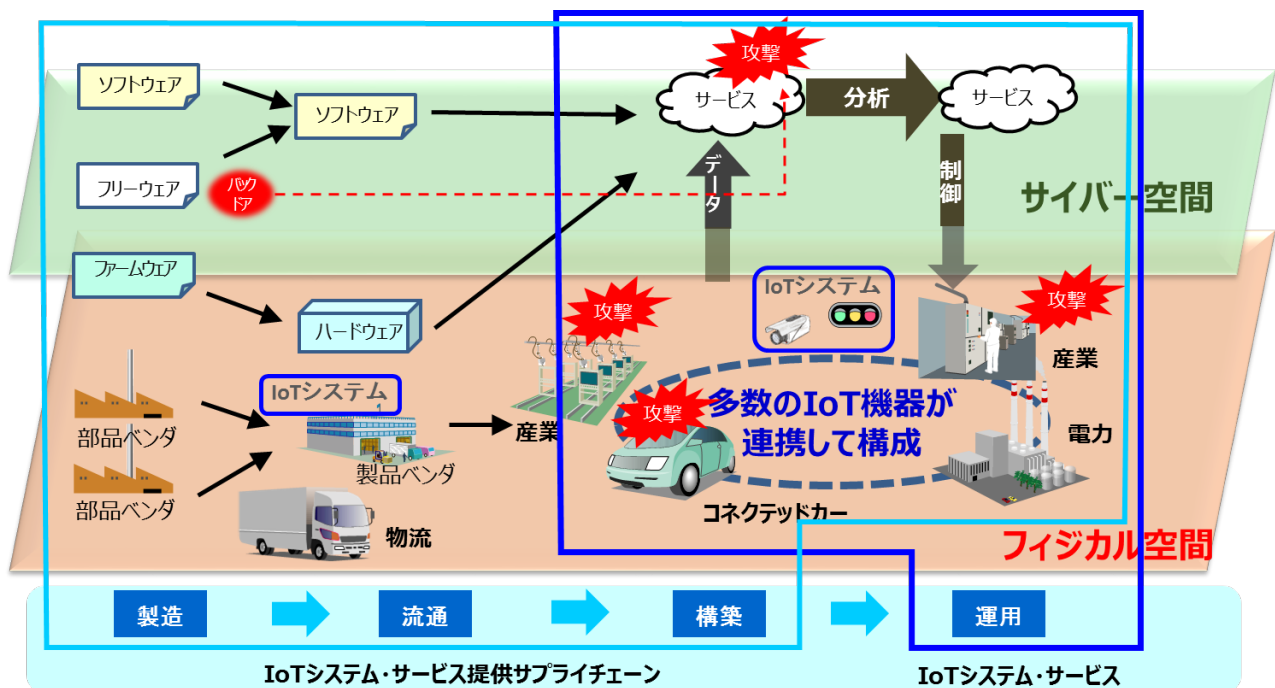 攻撃
ソフトウェア
ソフトウェア
サービス
分析
サービス
フリーウェア
バック
ドア
データ
制御
サイバー空間
ファームウェア
ハードウェア
攻撃
IoTシステム
攻撃
産業
IoTシステム
部品ベンダ
製品ベンダ
産業
攻撃
多数のIoT機器が
連携して構成
電力
部品ベンダ
物流
コネクテッドカー
フィジカル空間
製造
流通
構築
運用
IoTシステム・サービス提供サプライチェーン
IoTシステム・サービス